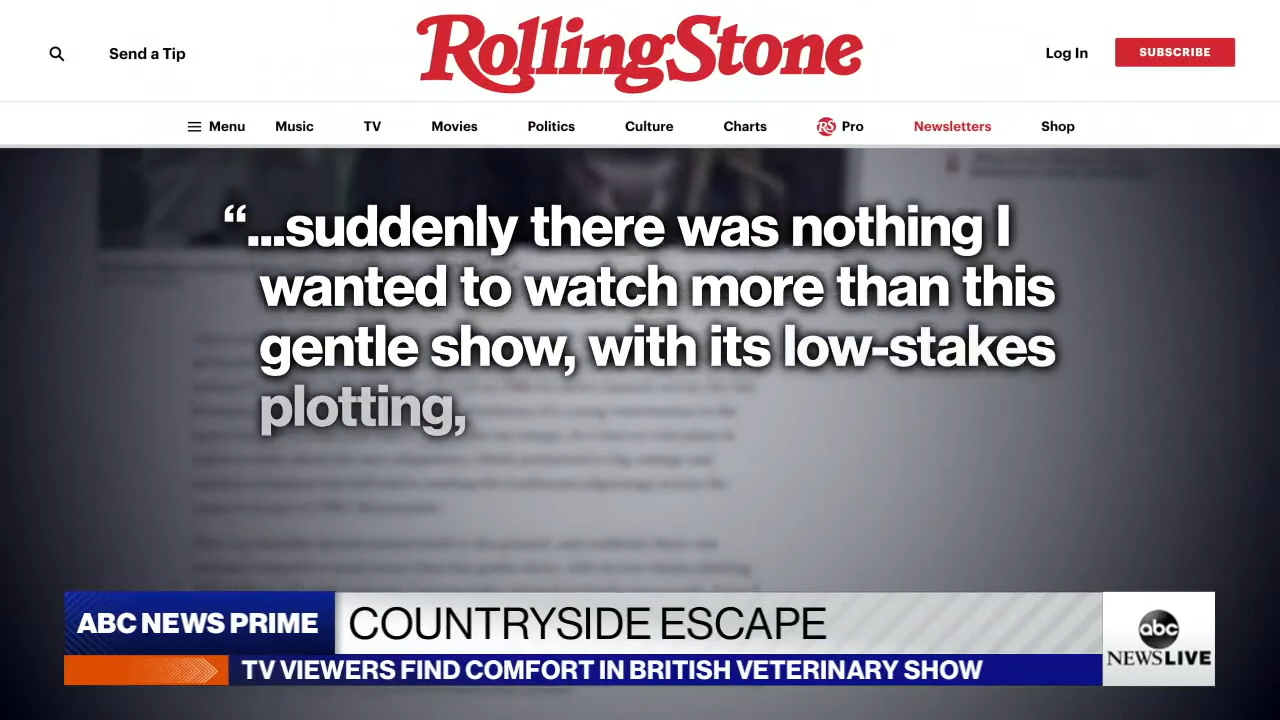 Send a Tip
RollingStone
Log In
SUBSCRIBE
Menu Music TV Movies Politics Culture Charts RS Pro Newsletters Shop
“...suddenly there was nothing I
wanted to watch more than this
gentle show, with its low-stakes
plotting,
ABC NEWS PRIME
COUNTRYSIDE ESCAPE
TV VIEWERS FIND COMFORT IN BRITISH VETERINARY SHOW
abc
NEWSLIVE